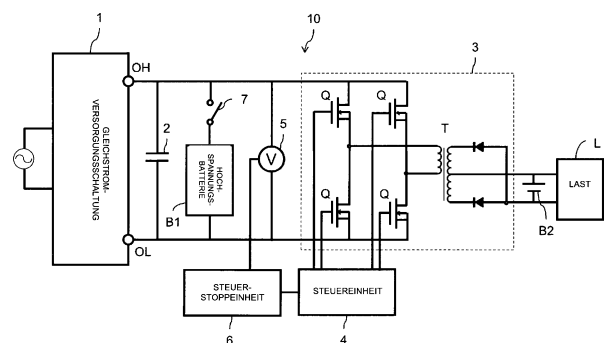 1
10
3
OH
7
2
5
Q
Q
T
L
GLEICHSTROM-
VERSORGUNGSSCHALTUNG
HOCH-
SPANNUNGS-
BATTERIE
V
LAST
B1
Q
Q
B2
OL
STEUER-
STOPPEINHEIT
STEUEREINHEIT
6
4